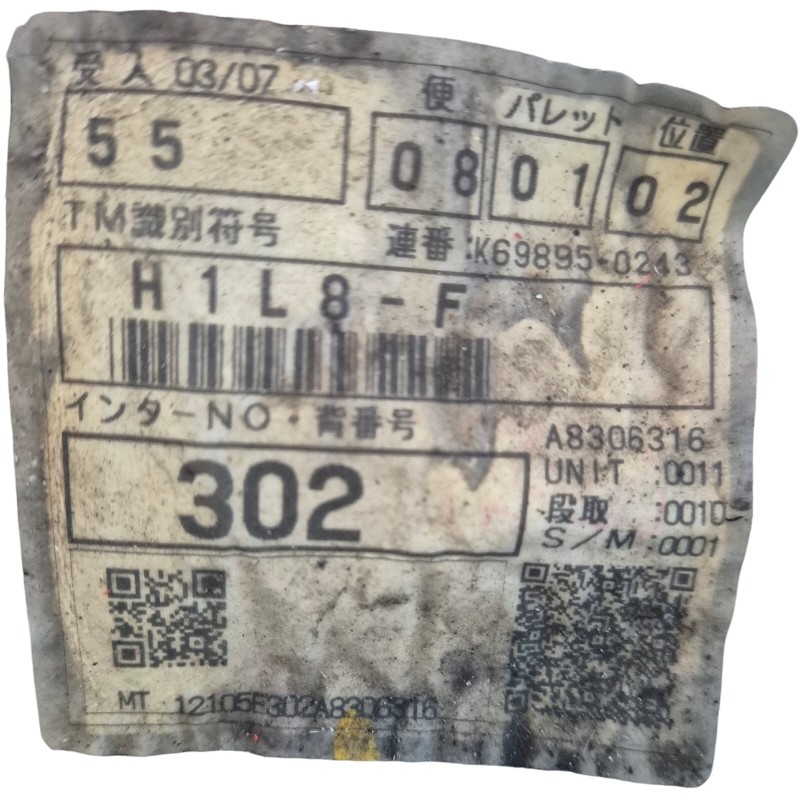 受入 03/07 便 パレット 位置
55 08 01 02
TM識別符号 連番:K69895-0243
H1L8-F
インターNO・背番号 A8306316
302 UNIT :0011
段取 :0010
S/M :0001
MT 12105F302A8306316